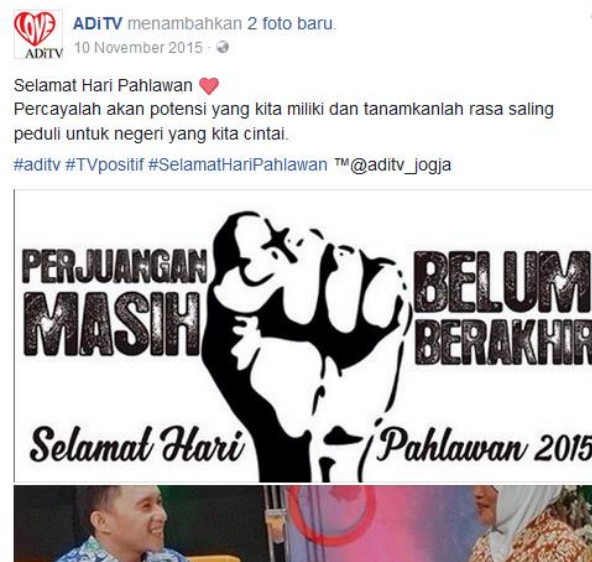 LOVE
ADiTV
ADiTV menambahkan 2 foto baru.
10 November 2015 ·
Selamat Hari Pahlawan
Percayalah akan potensi yang kita miliki dan tanamkanlah rasa saling
peduli untuk negeri yang kita cintai.
#aditv #TVpositif #SelamatHariPahlawan ™@aditv_jogja
PERJUANGAN
MASIH
BELUM
BERAKHIR
Selamat Hari Pahlawan 2015